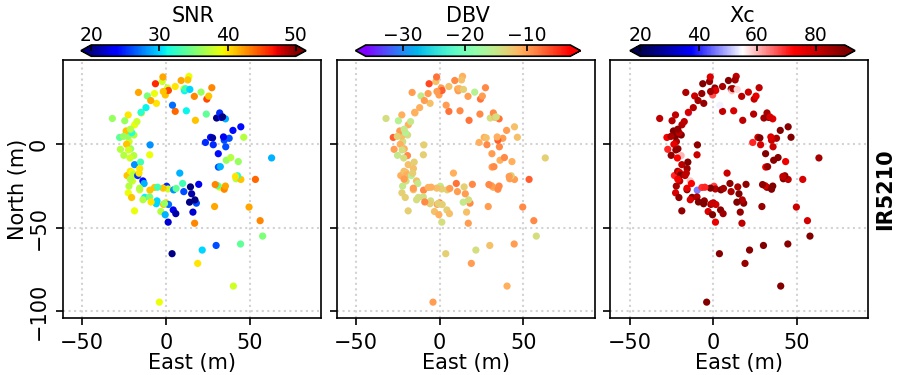 SNR DBV Xc
20 30 40 50 −30 −20 −10 20 40 60 80
0
−50
−100
North (m)
−50 0 50 −50 0 50 −50 0 50
East (m) East (m) East (m)
IR5210